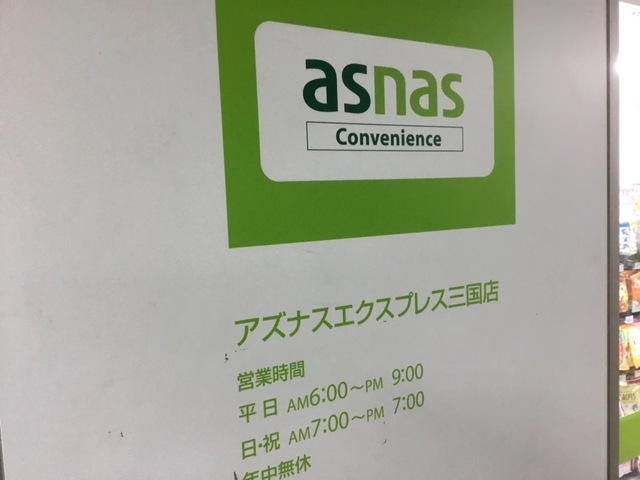 asnas
Convenience
アズナスエクスプレス三国店
営業時間
平日 AM6:00～PM 9:00
日・祝 AM7:00～PM 7:00
年中無休